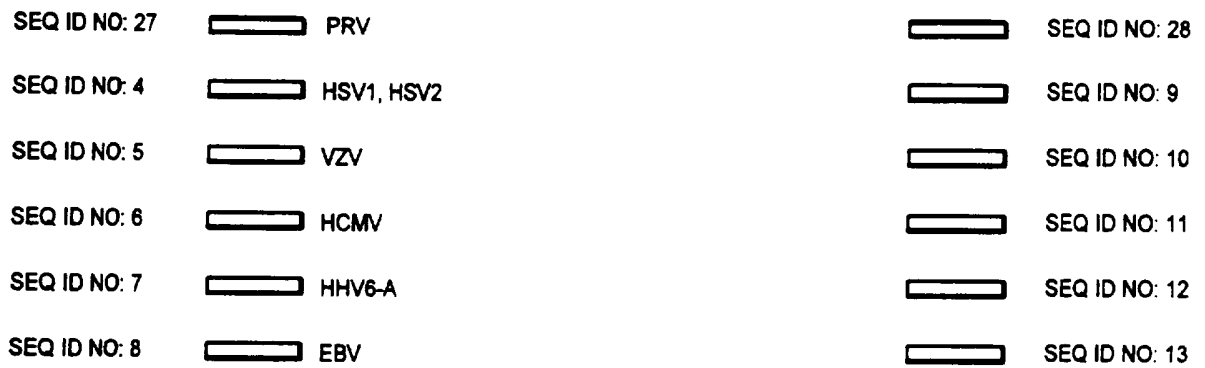 SEQ ID NO: 27 PRV SEQ ID NO: 28
SEQ ID NO: 4 HSV1, HSV2 SEQ ID NO: 9
SEQ ID NO: 5 VZV SEQ ID NO: 10
SEQ ID NO: 6 HCMV SEQ ID NO: 11
SEQ ID NO: 7 HHV6-A SEQ ID NO: 12
SEQ ID NO: 8 EBV SEQ ID NO: 13